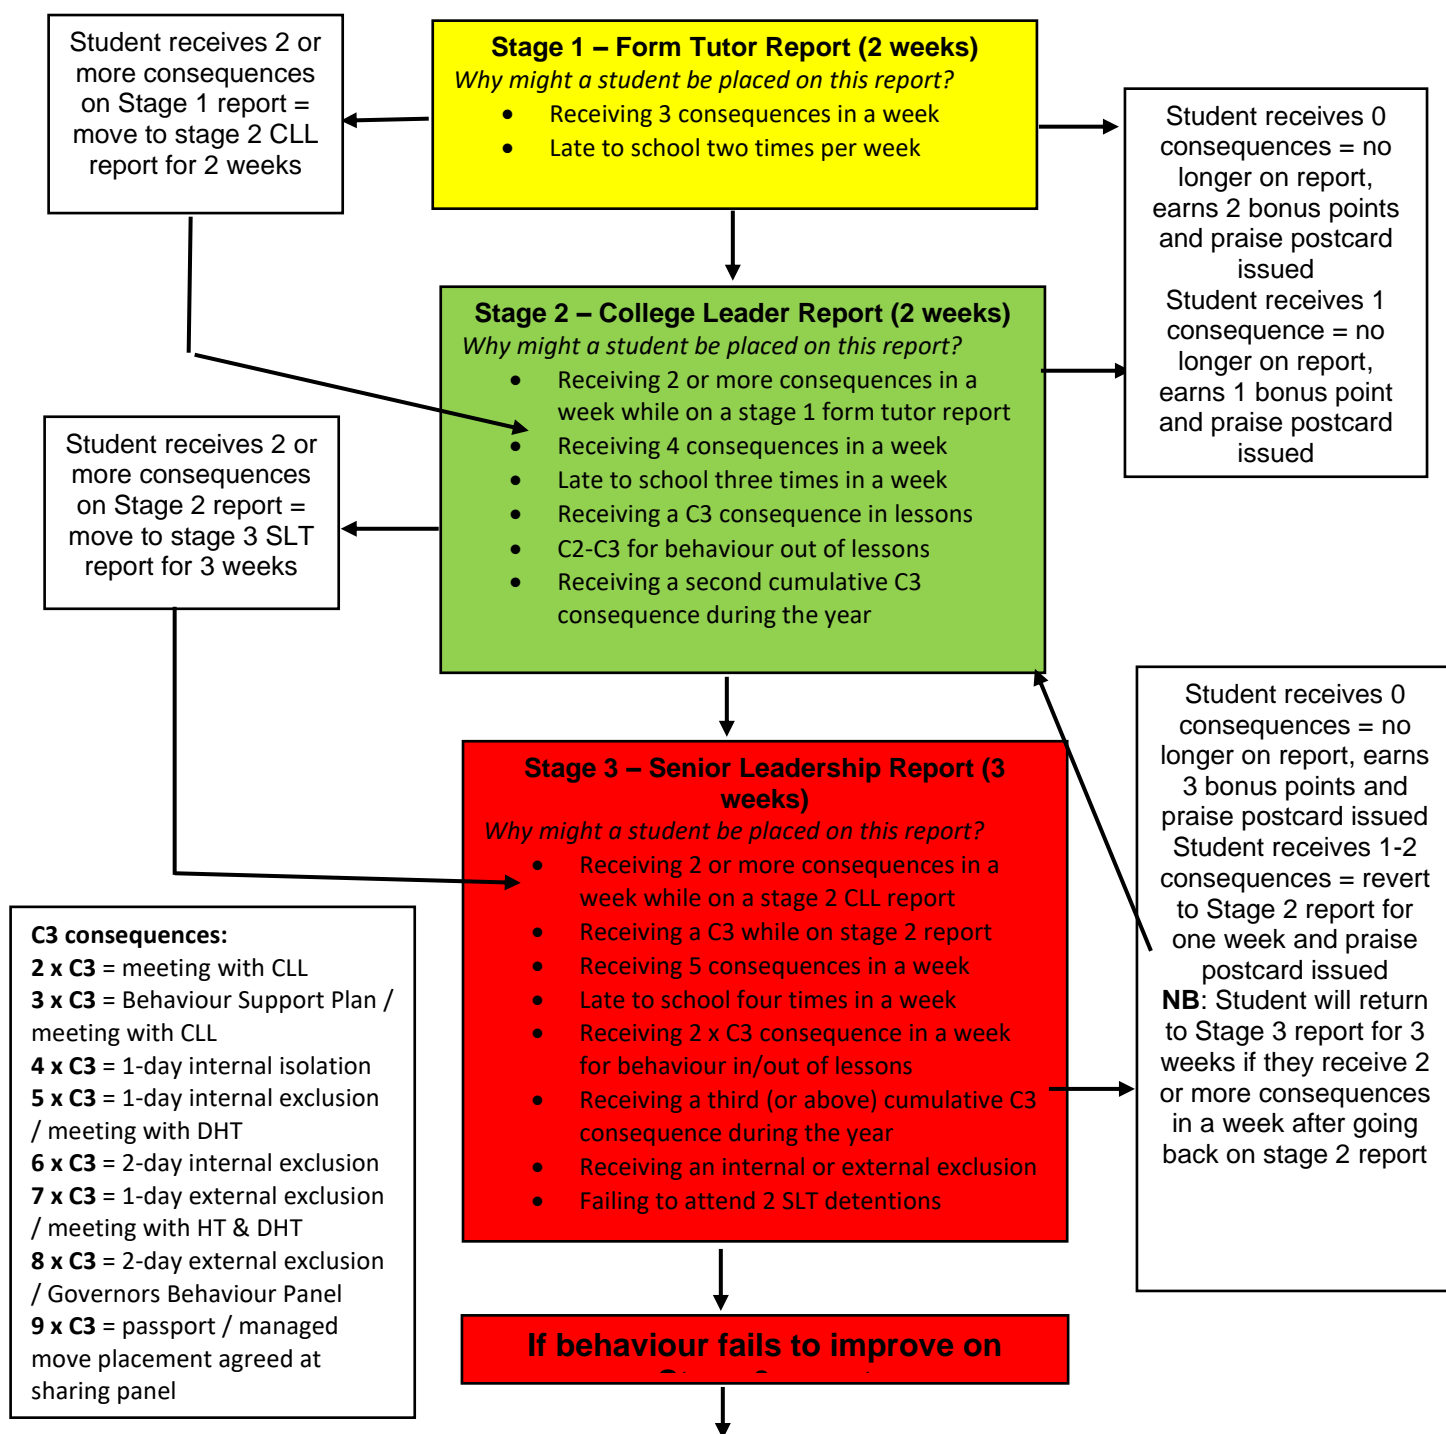 Student receives 2 or
more consequences
on Stage 1 report =
move to stage 2 CLL
report for 2 weeks
Stage 1 – Form Tutor Report (2 weeks)
Why might a student be placed on this report?
• Receiving 3 consequences in a week
• Late to school two times per week
Student receives 0
consequences = no
longer on report,
earns 2 bonus points
and praise postcard
issued
Student receives 1
consequence = no
longer on report,
earns 1 bonus point
and praise postcard
issued
Stage 2 – College Leader Report (2 weeks)
Why might a student be placed on this report?
• Receiving 2 or more consequences in a
week while on a stage 1 form tutor report
• Receiving 4 consequences in a week
• Late to school three times in a week
• Receiving a C3 consequence in lessons
• C2-C3 for behaviour out of lessons
• Receiving a second cumulative C3
consequence during the year
Student receives 2 or
more consequences
on Stage 2 report =
move to stage 3 SLT
report for 3 weeks
Stage 3 – Senior Leadership Report (3
weeks)
Why might a student be placed on this report?
• Receiving 2 or more consequences in a
week while on a stage 2 CLL report
• Receiving a C3 while on stage 2 report
• Receiving 5 consequences in a week
• Late to school four times in a week
• Receiving 2 x C3 consequence in a week
for behaviour in/out of lessons
• Receiving a third (or above) cumulative C3
consequence during the year
• Receiving an internal or external exclusion
• Failing to attend 2 SLT detentions
Student receives 0
consequences = no
longer on report, earns
3 bonus points and
praise postcard issued
Student receives 1-2
consequences = revert
to Stage 2 report for
one week and praise
postcard issued
NB: Student will return
to Stage 3 report for 3
weeks if they receive 2
or more consequences
in a week after going
back on stage 2 report
C3 consequences:
2 x C3 = meeting with CLL
3 x C3 = Behaviour Support Plan /
meeting with CLL
4 x C3 = 1-day internal isolation
5 x C3 = 1-day internal exclusion
/ meeting with DHT
6 x C3 = 2-day internal exclusion
7 x C3 = 1-day external exclusion
/ meeting with HT & DHT
8 x C3 = 2-day external exclusion
/ Governors Behaviour Panel
9 x C3 = passport / managed
move placement agreed at
sharing panel
If behaviour fails to improve on